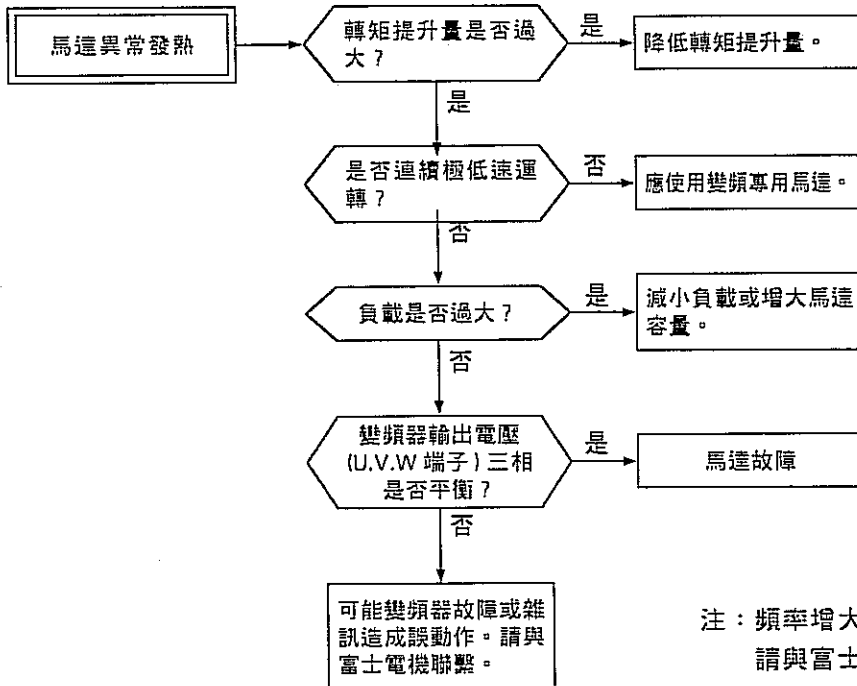 馬達異常發熱
轉矩提升量是否過
大？
是
降低轉矩提升量。
是
是否連續極低速運
轉？
否
應使用變頻專用馬達。
否
負載是否過大？
是
減小負載或增大馬達
容量。
否
變頻器輸出電壓
(U.V.W 端子)三相
是否平衡？
是
馬達故障
否
可能變頻器故障或雜
訊造成誤動作。請與
富士電機聯繫。
注：頻率增大
請與富士